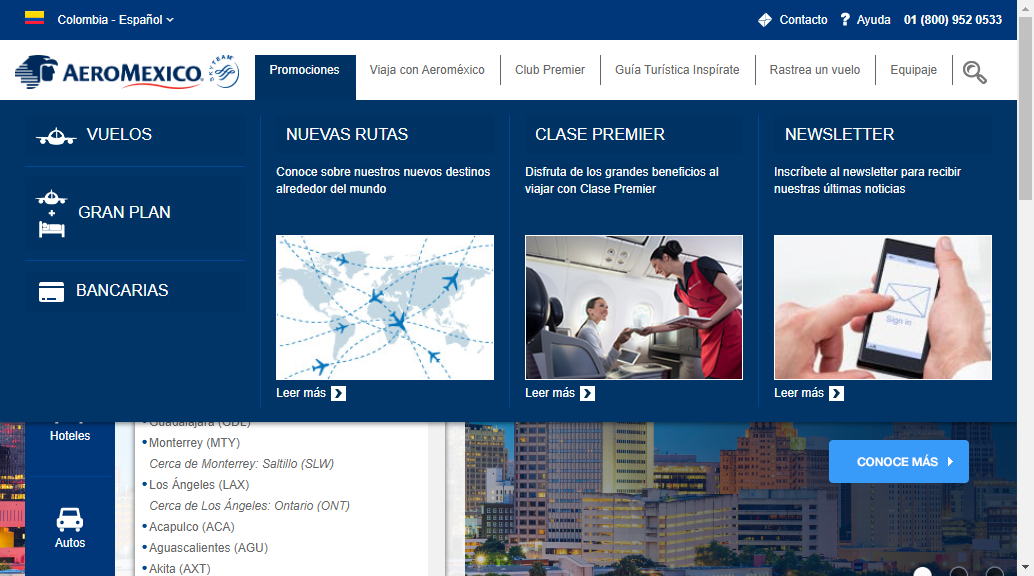 Colombia - Español
Contacto
? Ayuda
01 (800) 952 0533
AEROMEXICO.
SKYTEAM
Promociones
Viaja con Aeroméxico
Club Premier
Guía Turística Inspírate
Rastrea un vuelo
Equipaje
VUELOS
+
GRAN PLAN
BANCARIAS
NUEVAS RUTAS
Conoce sobre nuestros nuevos destinos
alrededor del mundo
Leer más
CLASE PREMIER
Disfruta de los grandes beneficios al
viajar con Clase Premier
Leer más
NEWSLETTER
Inscríbete al newsletter para recibir
nuestras últimas noticias
Sign in
Leer más
Hoteles
Autos
• Guadalajara (GDL)
• Monterrey (MTY)
Cerca de Monterrey: Saltillo (SLW)
• Los Ángeles (LAX)
Cerca de Los Ángeles: Ontario (ONT)
• Acapulco (ACA)
• Aguascalientes (AGU)
• Akita (AXT)
CONOCE MÁS